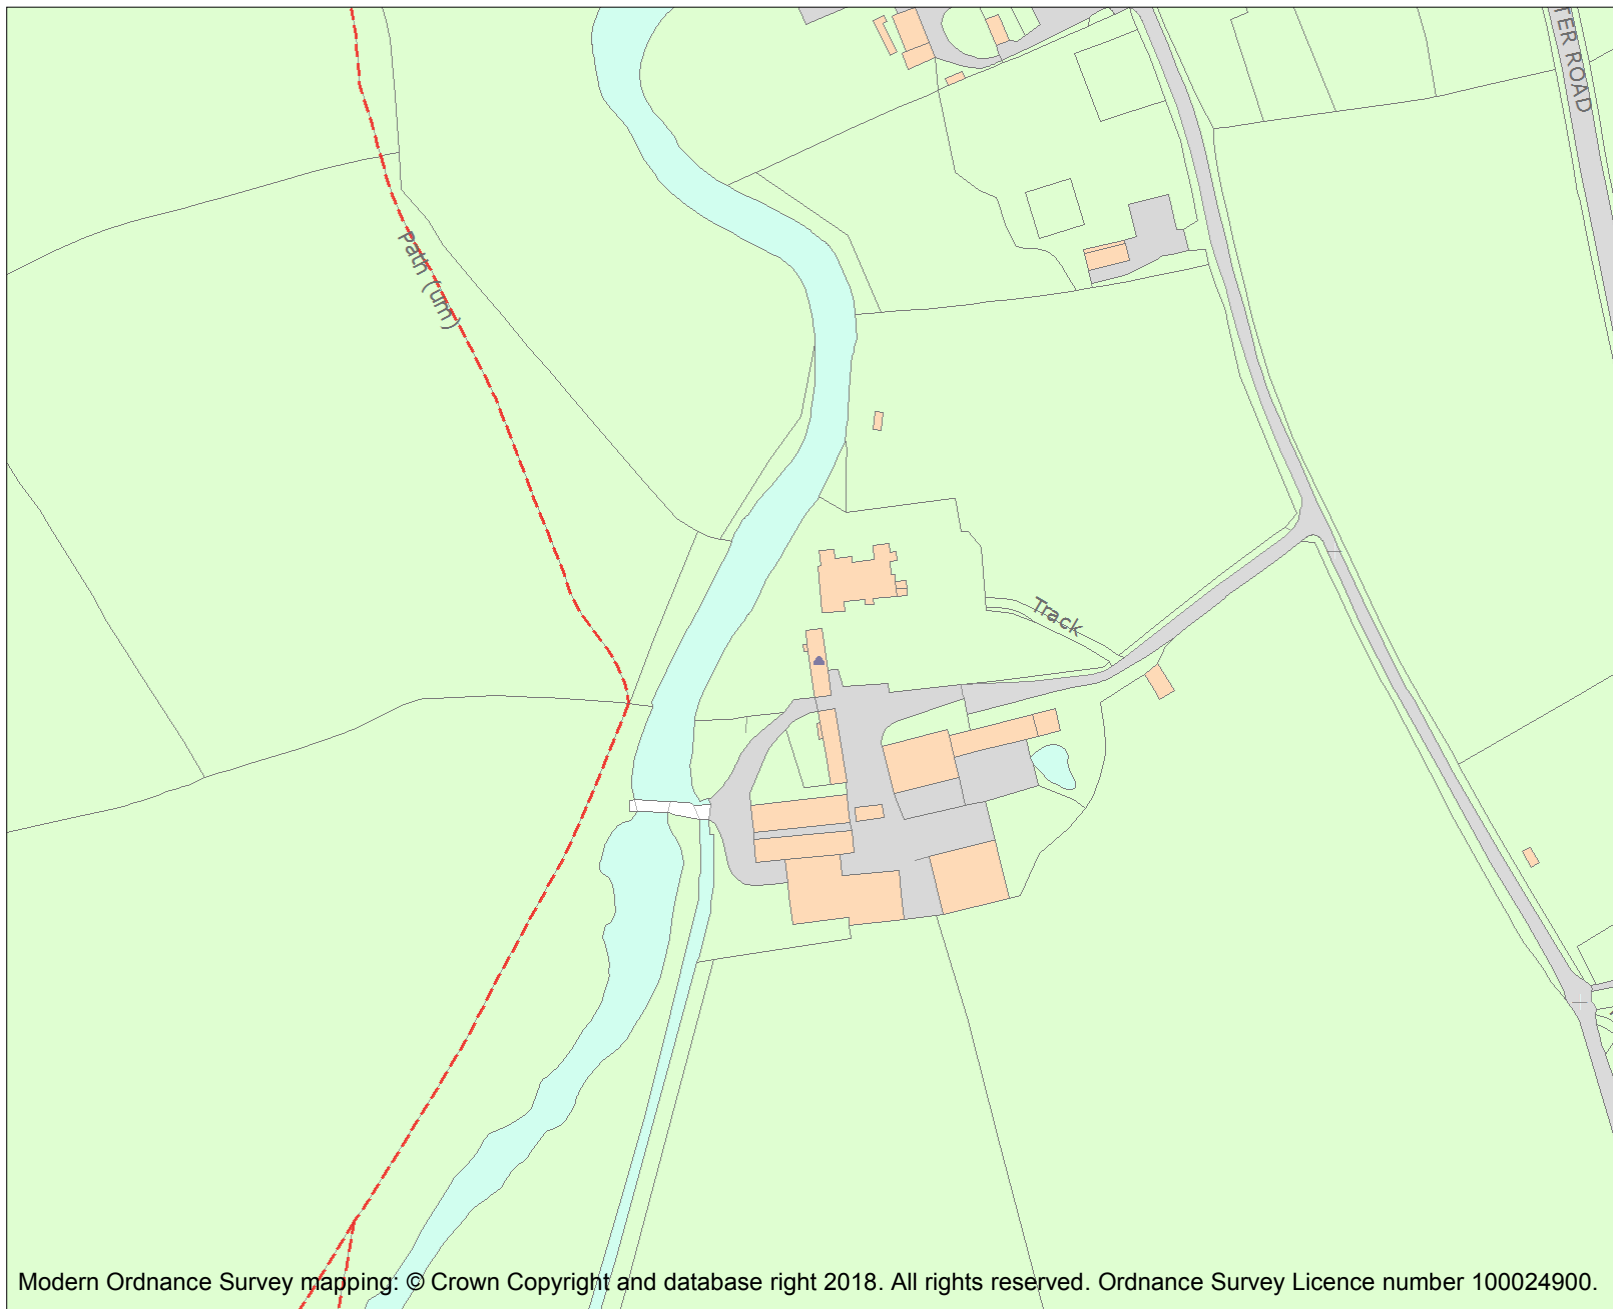 TER ROAD
Path (um)
Track
Modern Ordnance Survey mapping: © Crown Copyright and database right 2018. All rights reserved. Ordnance Survey Licence number 100024900.